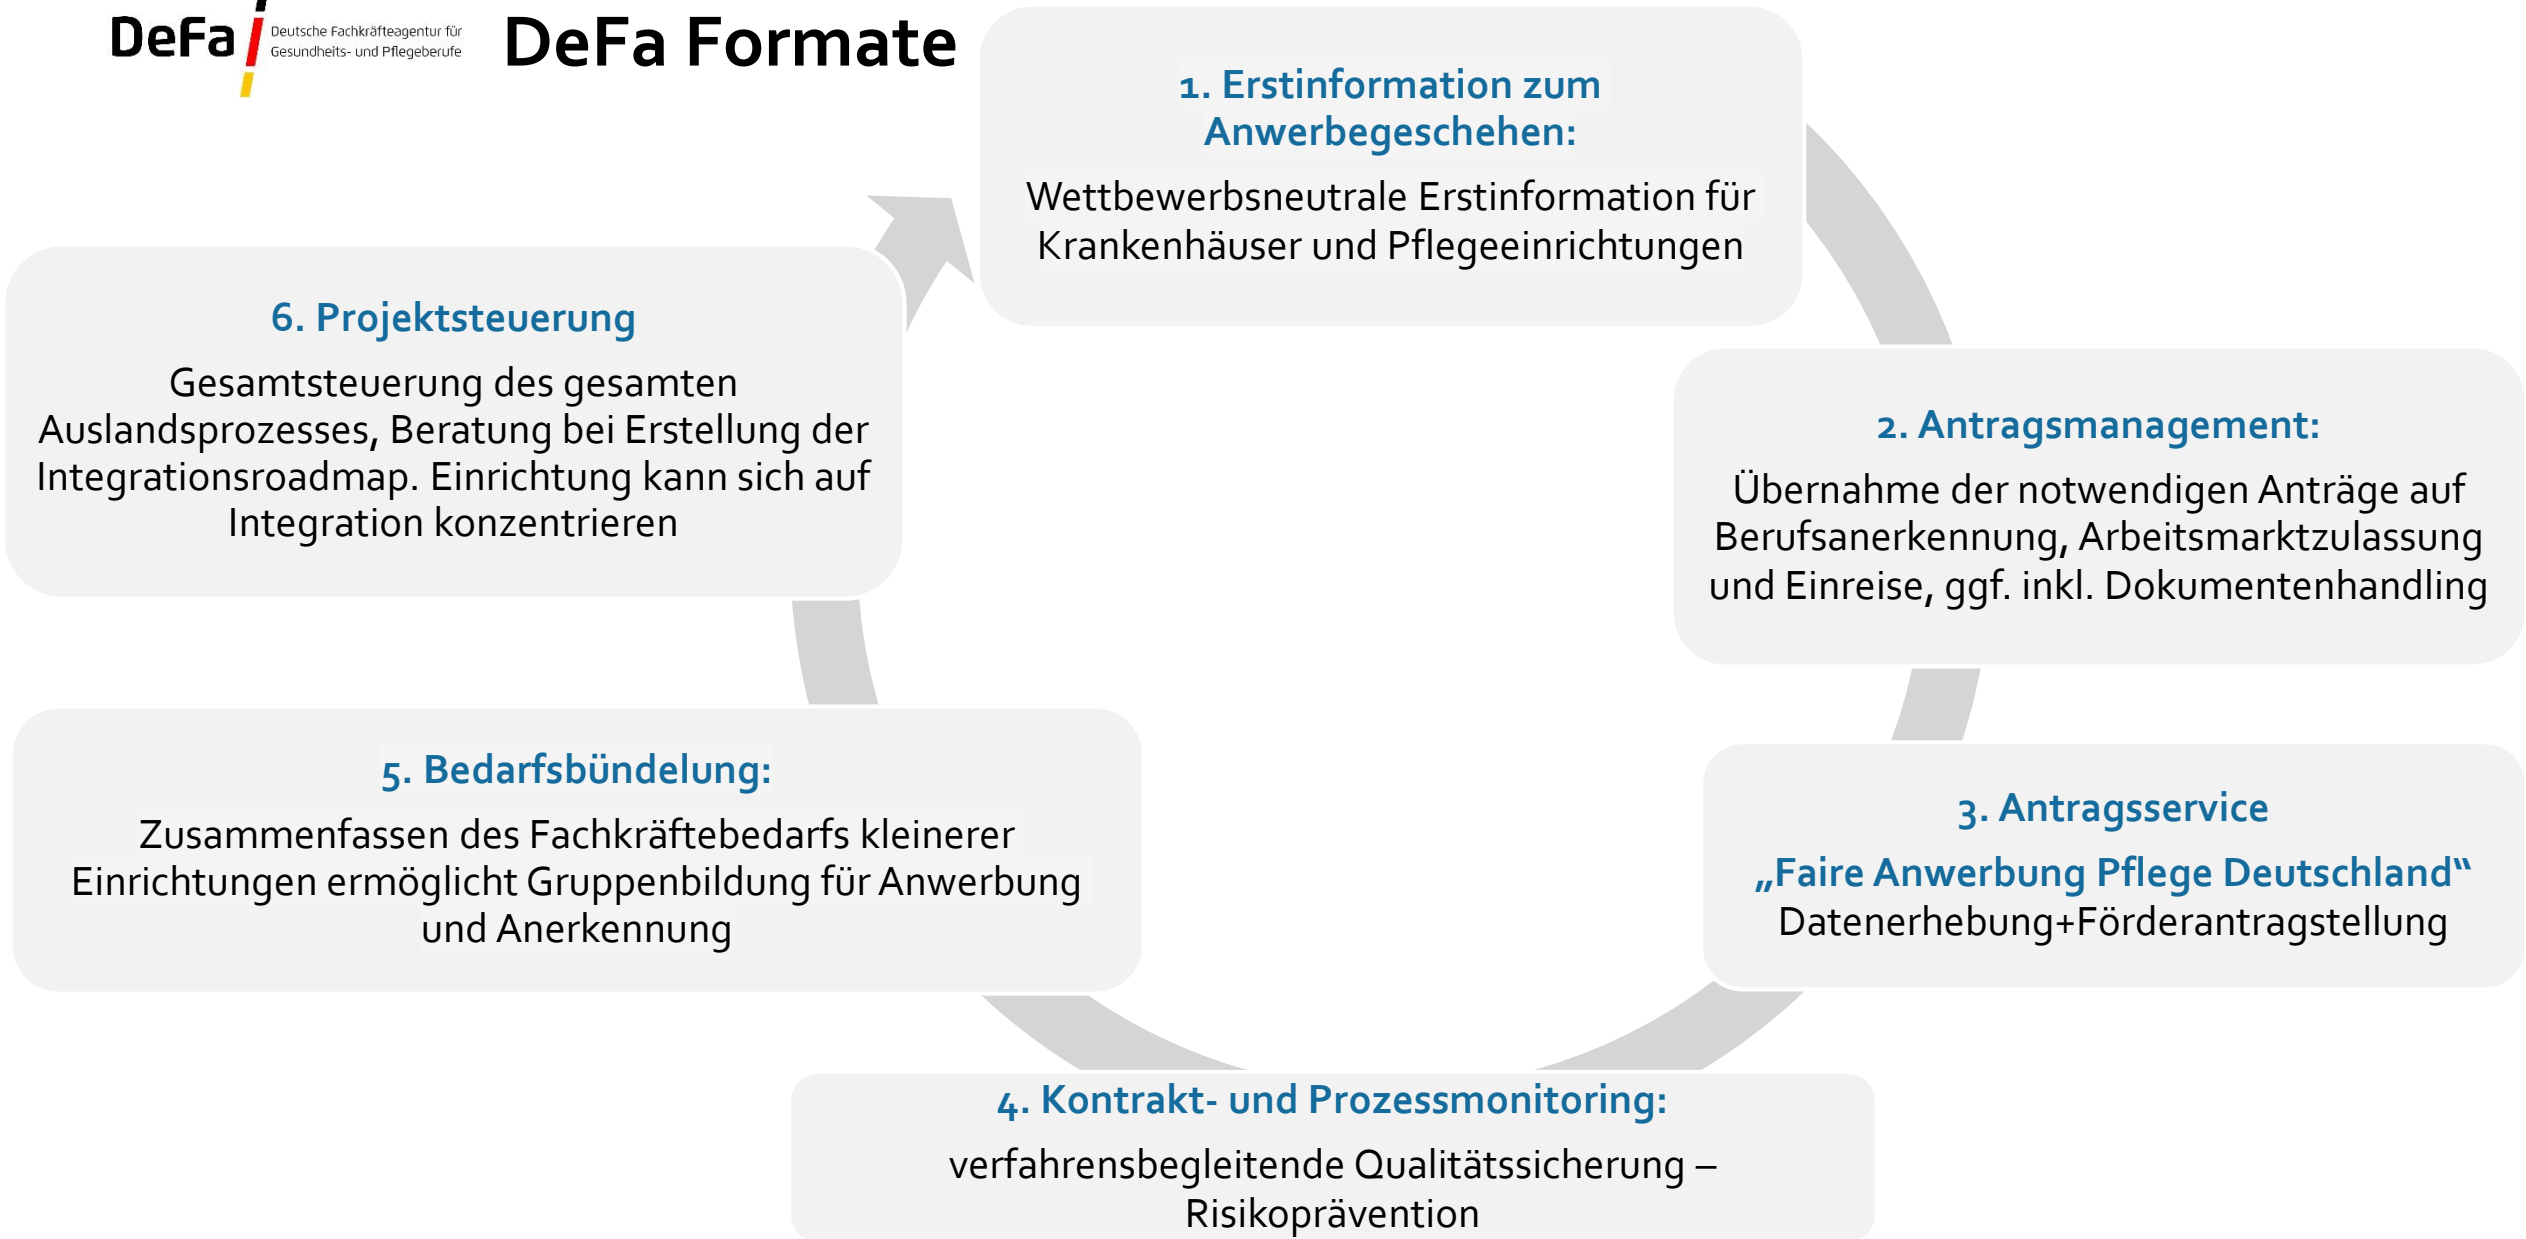 DeFa
Deutsche Fachkräfteagentur für
Gesundheits- und Pflegeberufe
DeFa Formate
1. Erstinformation zum
Anwerbegeschehen:
Wettbewerbsneutrale Erstinformation für
Krankenhäuser und Pflegeeinrichtungen
2. Antragsmanagement:
Übernahme der notwendigen Anträge auf
Berufsanerkennung, Arbeitsmarktzulassung
und Einreise, ggf. inkl. Dokumentenhandling
3. Antragsservice
„Faire Anwerbung Pflege Deutschland“
Datenerhebung+Förderantragstellung
4. Kontrakt- und Prozessmonitoring:
verfahrensbegleitende Qualitätssicherung –
Risikoprävention
5. Bedarfsbündelung:
Zusammenfassen des Fachkräftebedarfs kleinerer
Einrichtungen ermöglicht Gruppenbildung für Anwerbung
und Anerkennung
6. Projektsteuerung
Gesamtsteuerung des gesamten
Auslandsprozesses, Beratung bei Erstellung der
Integrationsroadmap. Einrichtung kann sich auf
Integration konzentrieren